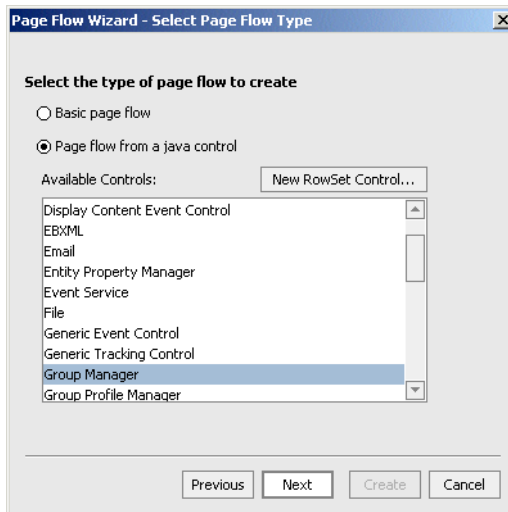 Page Flow Wizard - Select Page Flow Type
Select the type of page flow to create
Basic page flow
Page flow from a java control
Available Controls:
New RowSet Control...
Display Content Event Control
EBXML
Email
Entity Property Manager
Event Service
File
Generic Event Control
Generic Tracking Control
Group Manager
Group Profile Manager
Previous
Next
Create
Cancel